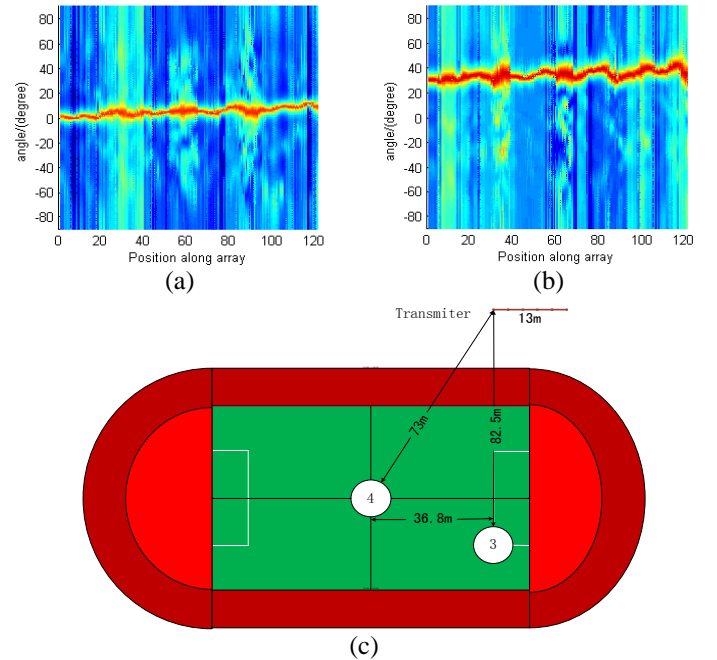 80
60
40
20
0
-20
-40
-60
-80
angle/(degree)
0 20 40 60 80 100 120
Position along array
(a)
80
60
40
20
0
-20
-40
-60
-80
angle/(degree)
0 20 40 60 80 100 120
Position along array
(b)
Transmiter
13m
73m
82.5m
4
36.8m
3
(c)